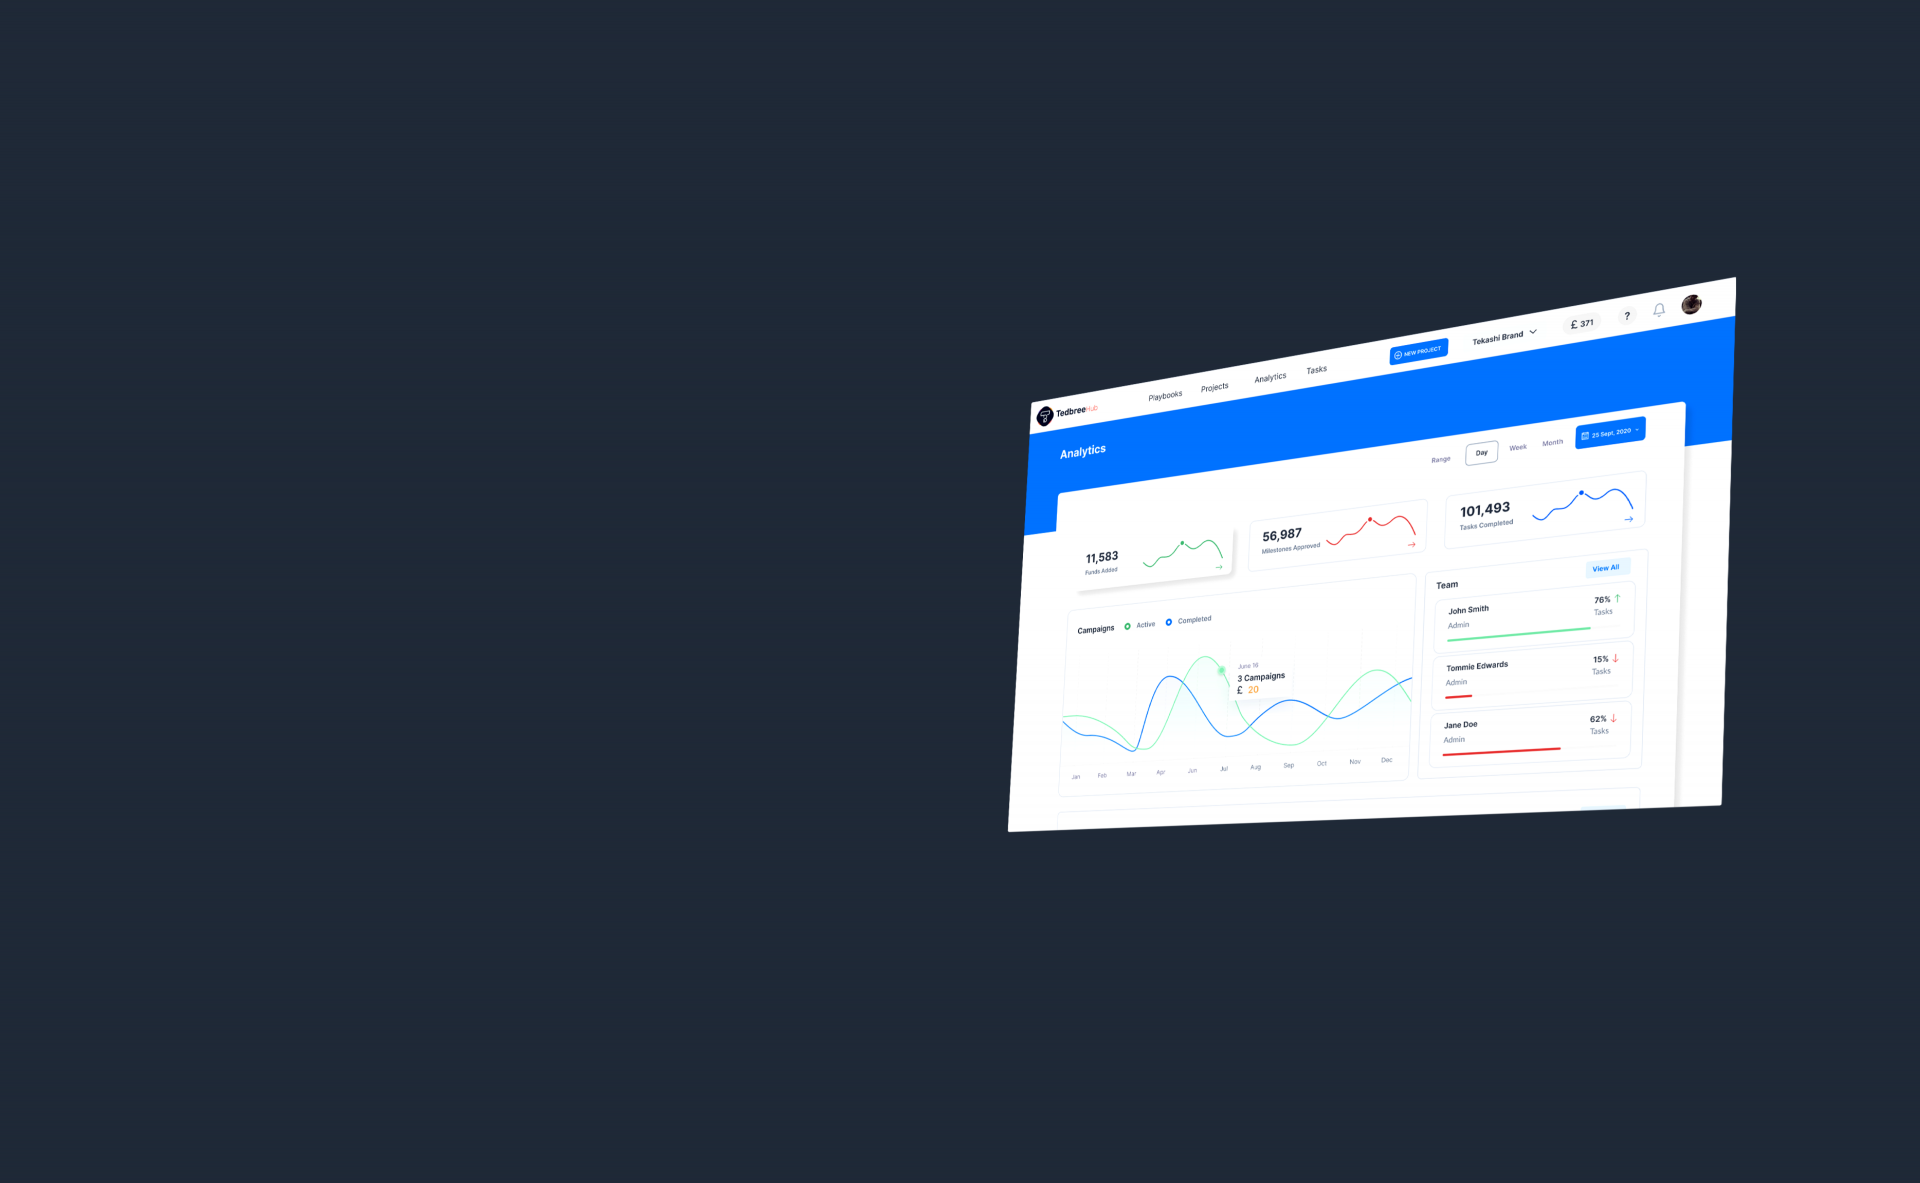 TedbreeHub
Playbooks
Projects
Analytics
Tasks
NEW PROJECT
Tekashi Brand
£ 371
?
Analytics
Range
Day
Week
Month
25 Sept, 2020
11,583
Funds Added
56,987
Milestones Approved
101,493
Tasks Completed
Campaigns
Active
Completed
June 16
3 Campaigns
£ 20
Jan
Feb
Mar
Apr
Jun
Jul
Aug
Sep
Oct
Nov
Dec
Team
View All
John Smith
76%
Admin
Tasks
Tommie Edwards
15%
Admin
Tasks
Jane Doe
62%
Admin
Tasks